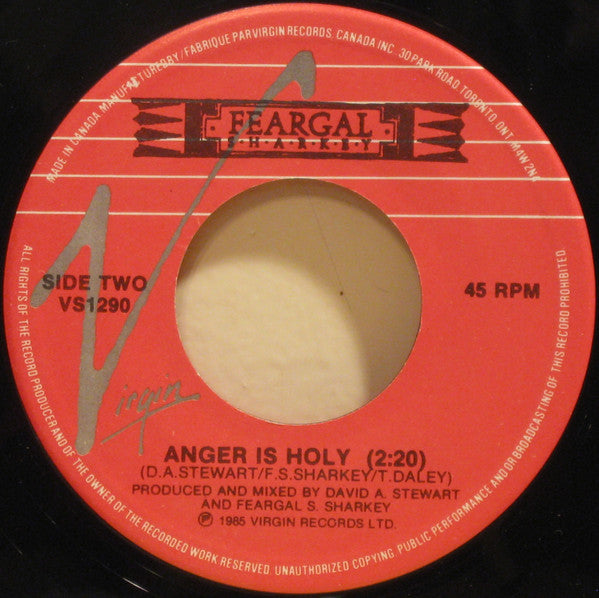 MADE IN CANADA. MANUFACTURED BY/FABRIQUE PAR VIRGIN RECORDS, CANADA INC. 30 PARK ROAD, TORONTO, ONT M4W 2N4
FEARGAL
S·H·A·R·K·E·Y
SIDE TWO
VS1290
45 RPM
Virgin
ANGER IS HOLY (2:20)
(D.A.STEWART/F.S.SHARKEY/T.DALEY)
PRODUCED AND MIXED BY DAVID A. STEWART
AND FEARGAL S. SHARKEY
℗ 1985 VIRGIN RECORDS LTD.
ALL RIGHTS OF THE RECORD PRODUCER AND OF THE OWNER OF THE RECORDED WORK RESERVED. UNAUTHORIZED COPYING, PUBLIC PERFORMANCE AND OR BROADCASTING OF THIS RECORD PROHIBITED.